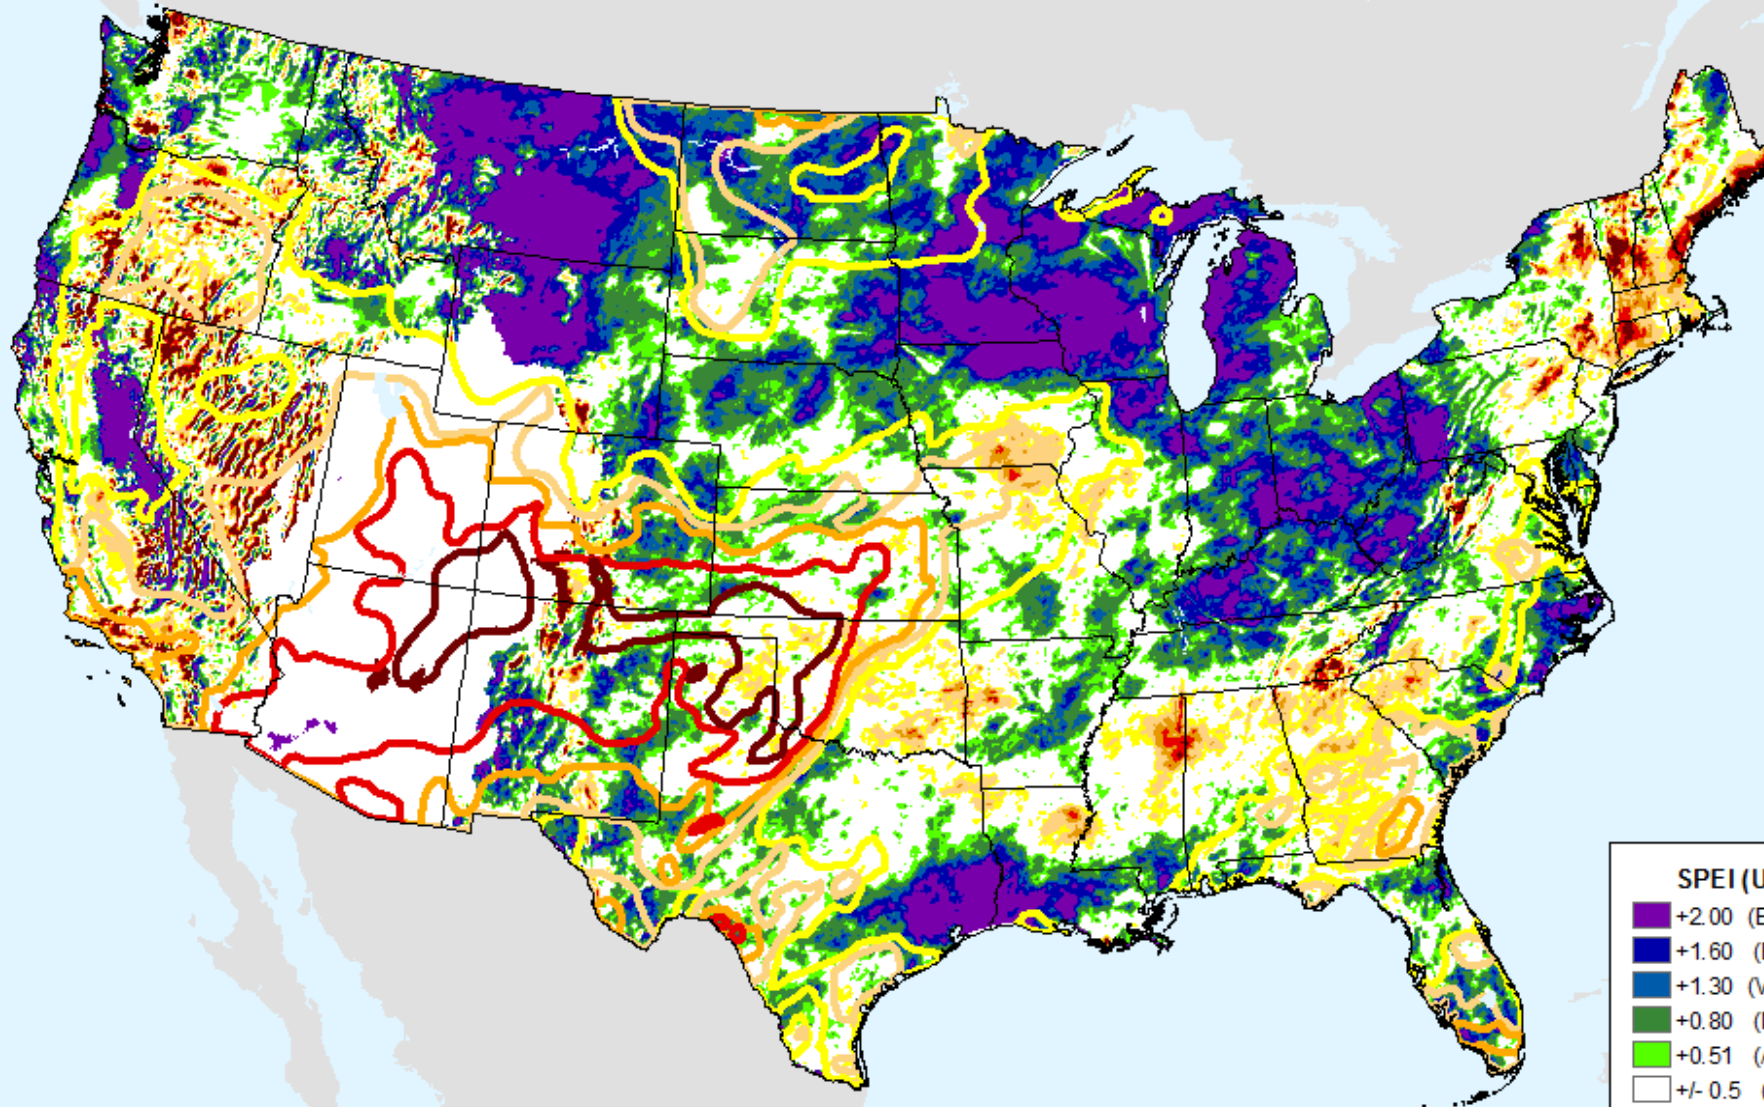 SPEI (U
+2.00 (E
+1.60 (
+1.30 (V
+0.80 (
+0.51 (
+/- 0.5 (